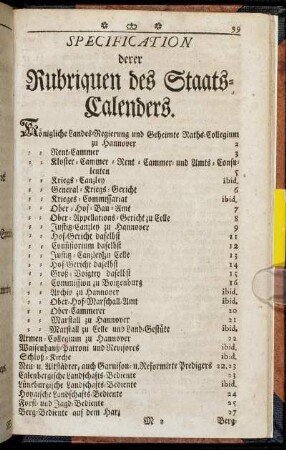 99
SPECIFICATION
derer
Rubriquen des Staats-
Calenders.
Königliche Landes-Regierung und Geheimte Raths-Collegium
zu Hannover 2
Rent-Cammer 3
Kloster-Cammer - Rent - Cammer- und Amts-Consu-
lenten 5
Kriegs-Canzley ibid.
General-Kriegs-Gericht 6
Krieges-Commissariat ibid.
Ober-Hof-Bau-Amt 7
Ober-Appellations-Gericht zu Celle 8
Justitz-Canzley zu Hannover 9
Hof-Gericht daselbst 11
Consistorium daselbst 12
Justitz-Canzley zu Celle 13
Hof-Gericht daselbst 14
Groß-Voigtey daselbst 15
Commission zu Boitzenburg 16
Archiv zu Hannover ibid.
Ober-Hof-Marschall-Amt ibid.
Ober-Cammerer 20
Marstall zu Hannover 21
Marstall zu Celle und Land-Gestüte ibid.
Armen-Collegium zu Hannover 22
Waisenhaus-Patroni und Revisores ibid.
Schloß-Kirche ibid.
Neu- u. Altstädter, auch Garnison- u. Reformirte Predigers 22, 23
Calenbergische Landschafts-Bediente 23
Lüneburgische Landschafts-Bediente ibid.
Hoyaische Landschafts-Bediente 24
Forst- und Jagd-Bediente 25
Berg-Bediente auf dem Hartz 27
M 2 Berg-